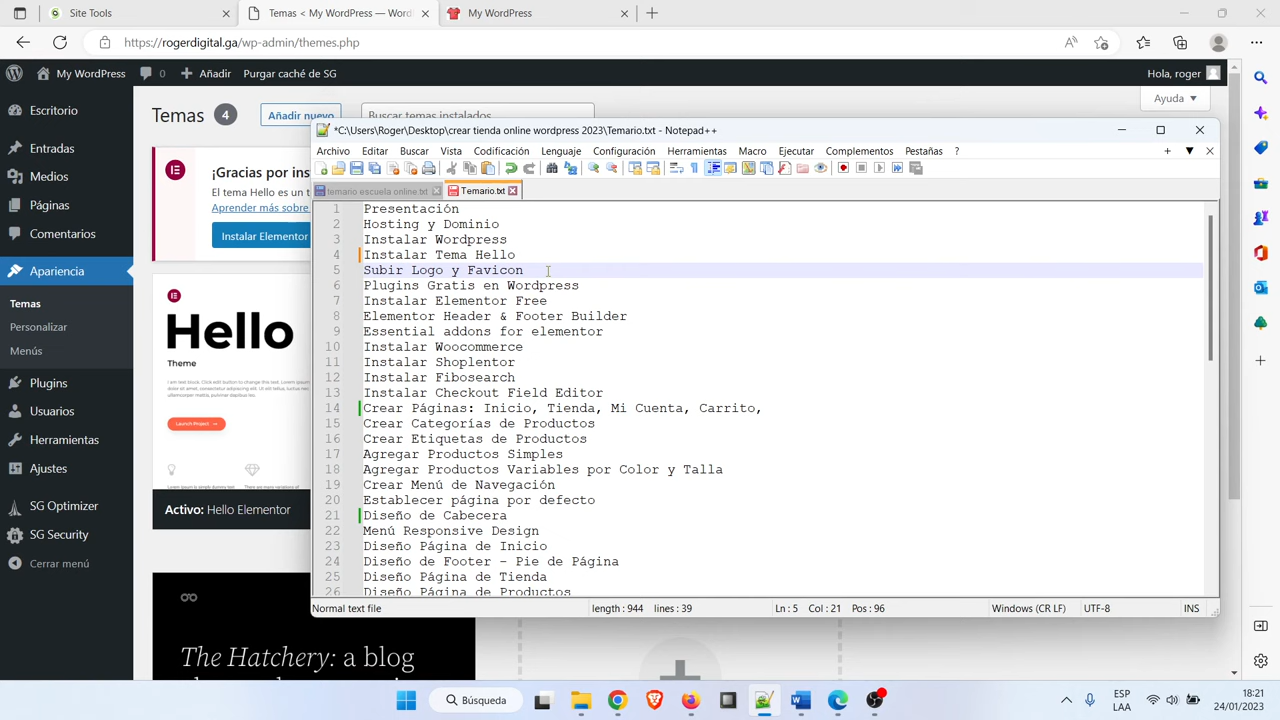 Site Tools
Temas < My WordPress — Word
My WordPress
https://rogerdigital.ga/wp-admin/themes.php
My WordPress
0
Añadir
Purgar caché de SG
Hola, roger
Escritorio
Entradas
Medios
Páginas
Comentarios
Apariencia
Temas
Personalizar
Menús
Plugins
Usuarios
Herramientas
Ajustes
SG Optimizer
SG Security
Cerrar menú
Temas 4
Añadir nuevo
Buscar temas instalados...
Ayuda
¡Gracias por ins
El tema Hello es un t
Aprender más sobre
Instalar Elementor
Hello
Theme
Launch Project →
Activo: Hello Elementor
The Hatchery: a blog
*C:\Users\Roger\Desktop\crear tienda online wordpress 2023\Temario.txt - Notepad++
Archivo Editar Buscar Vista Codificación Lenguaje Configuración Herramientas Macro Ejecutar Complementos Pestañas ?
temario escuela online.txt
Temario.txt
1 Presentación
2 Hosting y Dominio
3 Instalar Wordpress
4 Instalar Tema Hello
5 Subir Logo y Favicon
6 Plugins Gratis en Wordpress
7 Instalar Elementor Free
8 Elementor Header & Footer Builder
9 Essential addons for elementor
10 Instalar Woocommerce
11 Instalar Shoplentor
12 Instalar Fibosearch
13 Instalar Checkout Field Editor
14 Crear Páginas: Inicio, Tienda, Mi Cuenta, Carrito,
15 Crear Categorías de Productos
16 Crear Etiquetas de Productos
17 Agregar Productos Simples
18 Agregar Productos Variables por Color y Talla
19 Crear Menú de Navegación
20 Establecer página por defecto
21 Diseño de Cabecera
22 Menú Responsive Design
23 Diseño Página de Inicio
24 Diseño de Footer - Pie de Página
25 Diseño Página de Tienda
26 Diseño Página de Productos
Normal text file
length : 944 lines : 39
Ln : 5 Col : 21 Pos : 96
Windows (CR LF)
UTF-8
INS
Búsqueda
ESP
LAA
18:21
24/01/2023